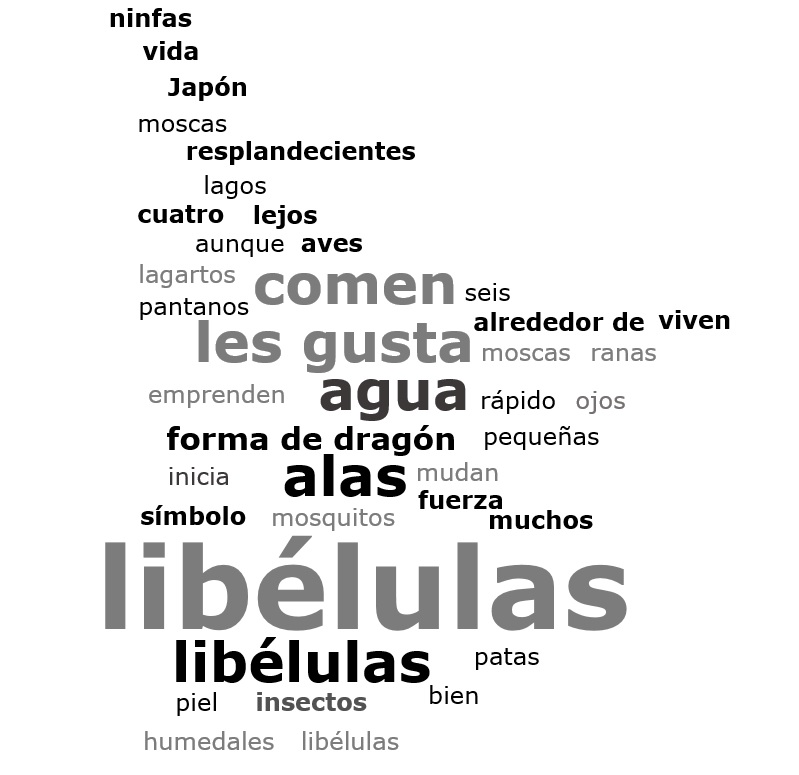 ninfas
vida
Japón
moscas
resplandecientes
lagos
cuatro lejos
aunque aves
lagartos comen seis
pantanos
les gusta alrededor de viven
moscas ranas
emprenden agua rápido ojos
forma de dragón pequeñas
inicia alas mudan
fuerza
símbolo mosquitos muchos
libélulas
libélulas patas
piel insectos bien
humedales libélulas